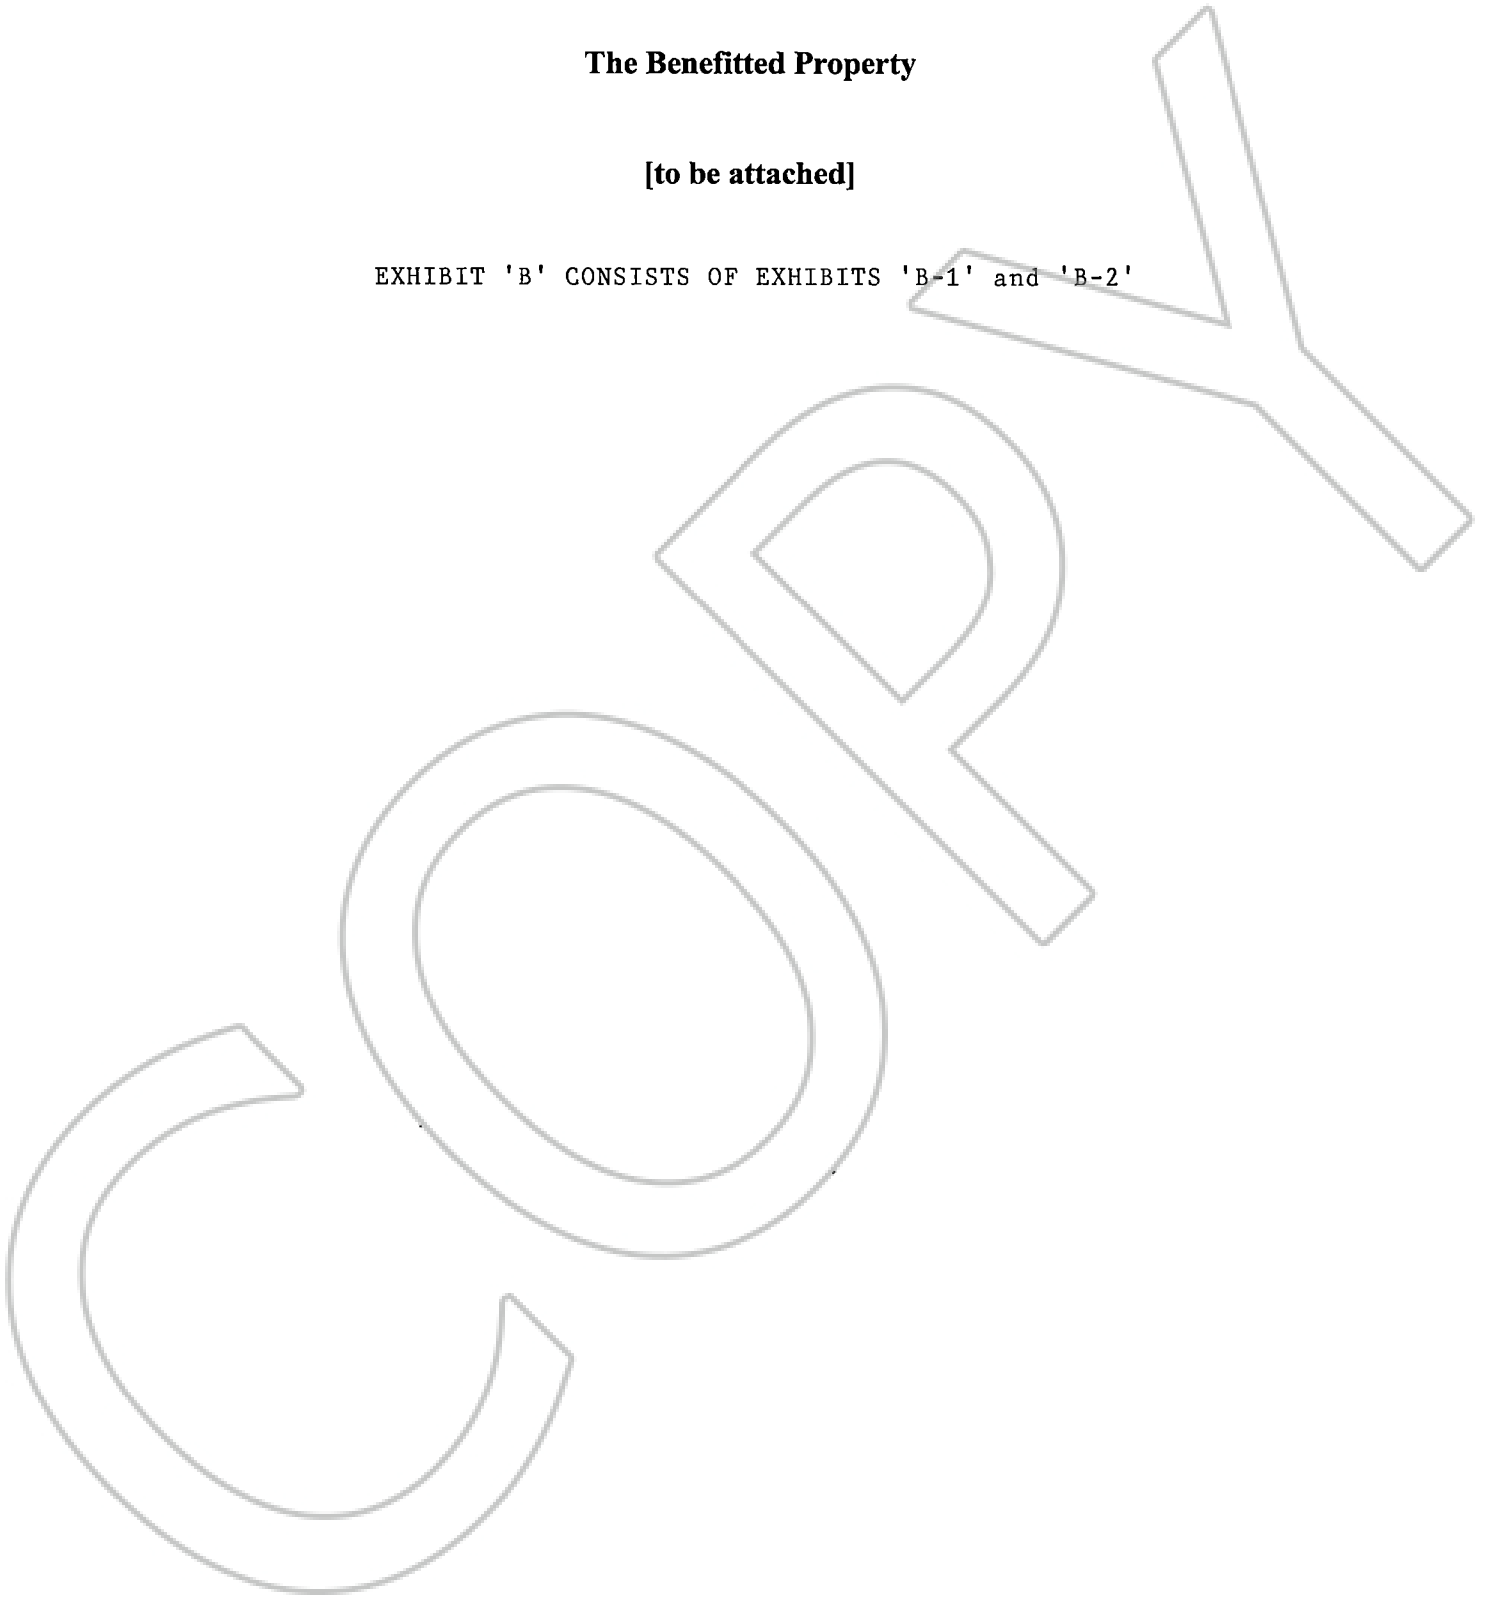 The Benefitted Property
[to be attached]
EXHIBIT 'B' CONSISTS OF EXHIBITS 'B-1' and 'B-2'
COPY